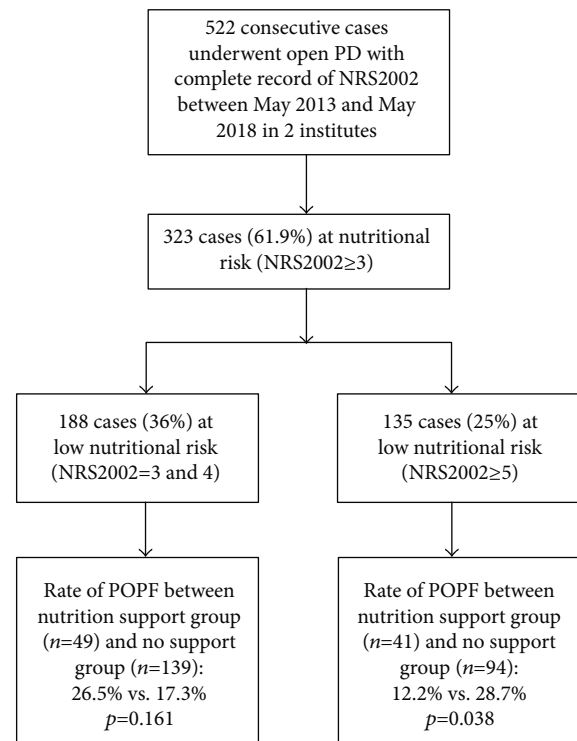 522 consecutive cases
underwent open PD with
complete record of NRS2002
between May 2013 and May
2018 in 2 institutes
323 cases (61.9%) at nutritional
risk (NRS2002≥3)
188 cases (36%) at
low nutritional risk
(NRS2002=3 and 4)
135 cases (25%) at
low nutritional risk
(NRS2002≥5)
Rate of POPF between
nutrition support group
(n=49) and no support
group (n=139):
26.5% vs. 17.3%
p=0.161
Rate of POPF between
nutrition support group
(n=41) and no support
group (n=94):
12.2% vs. 28.7%
p=0.038